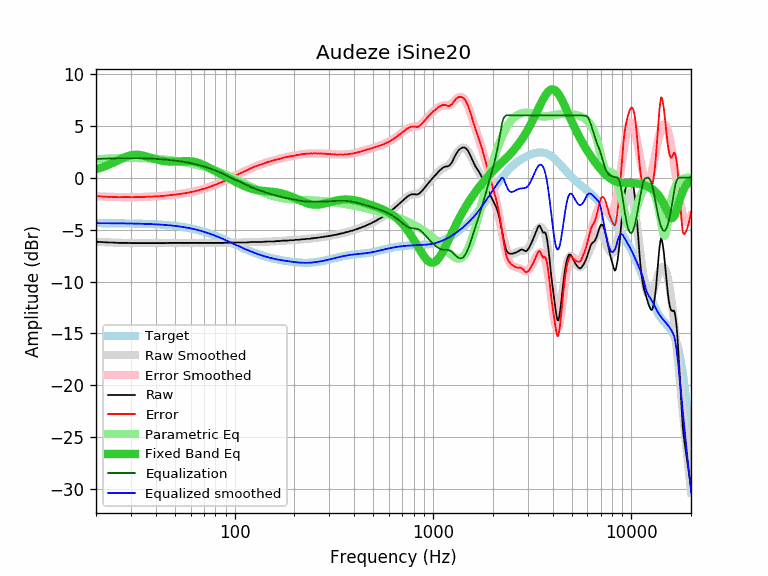 Audeze iSine20
10
5
0
−5
−10
−15
−20
−25
−30
Amplitude (dBr)
Target
Raw Smoothed
Error Smoothed
Raw
Error
Parametric Eq
Fixed Band Eq
Equalization
Equalized smoothed
100 1000 10000
Frequency (Hz)